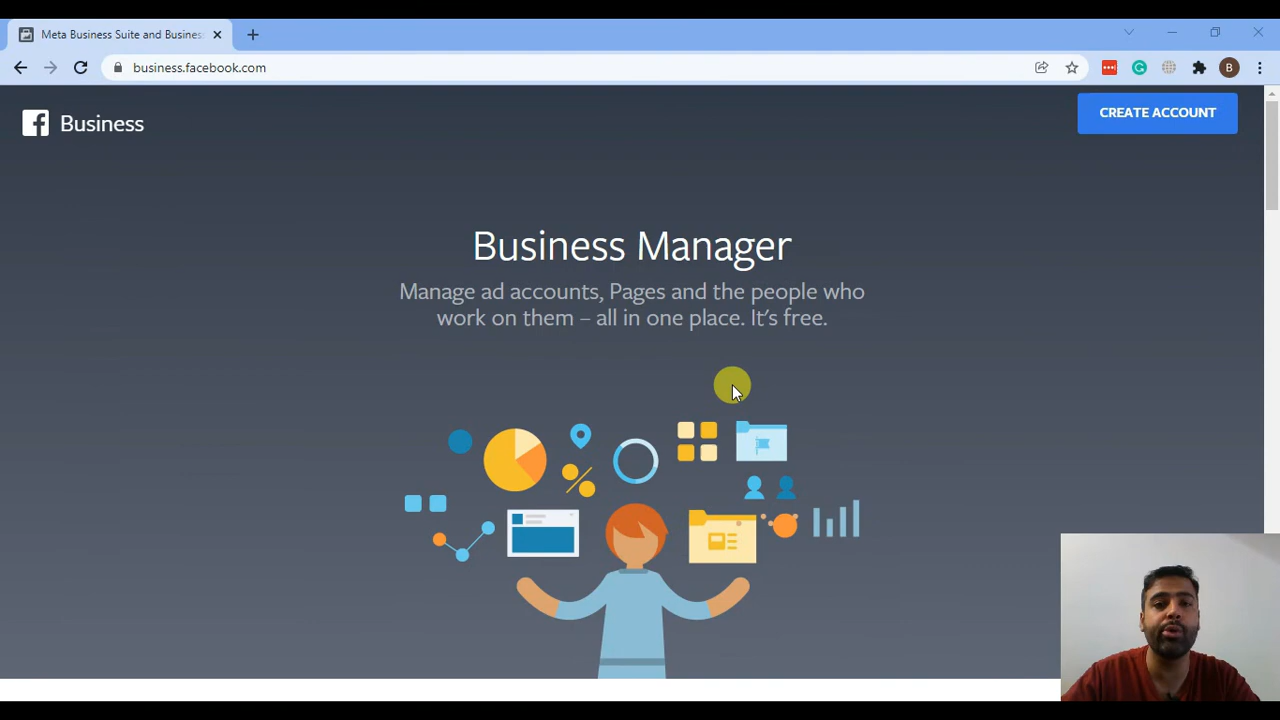 Meta Business Suite and Busines
business.facebook.com
B
f Business
CREATE ACCOUNT
Business Manager
Manage ad accounts, Pages and the people who
work on them – all in one place. It's free.